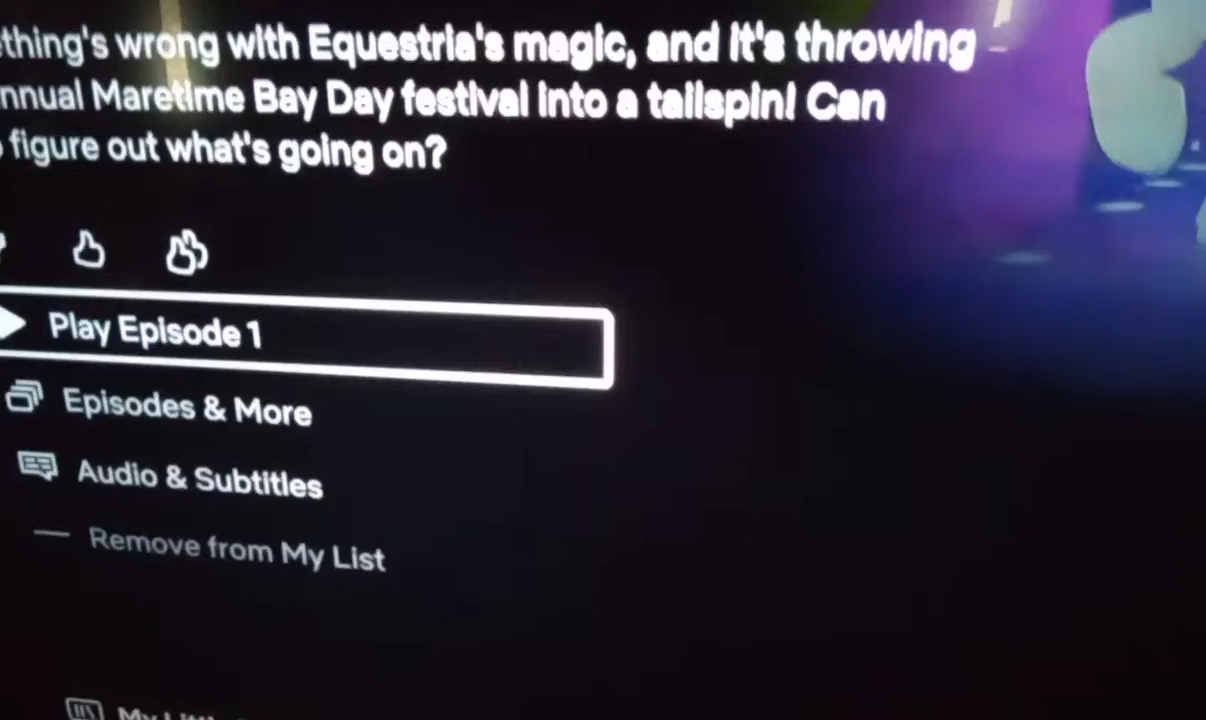 thing's wrong with Equestria's magic, and it's throwing
nnual Maretime Bay Day festival into a tailspin! Can
figure out what's going on?
Play Episode 1
Episodes & More
Audio & Subtitles
Remove from My List
My